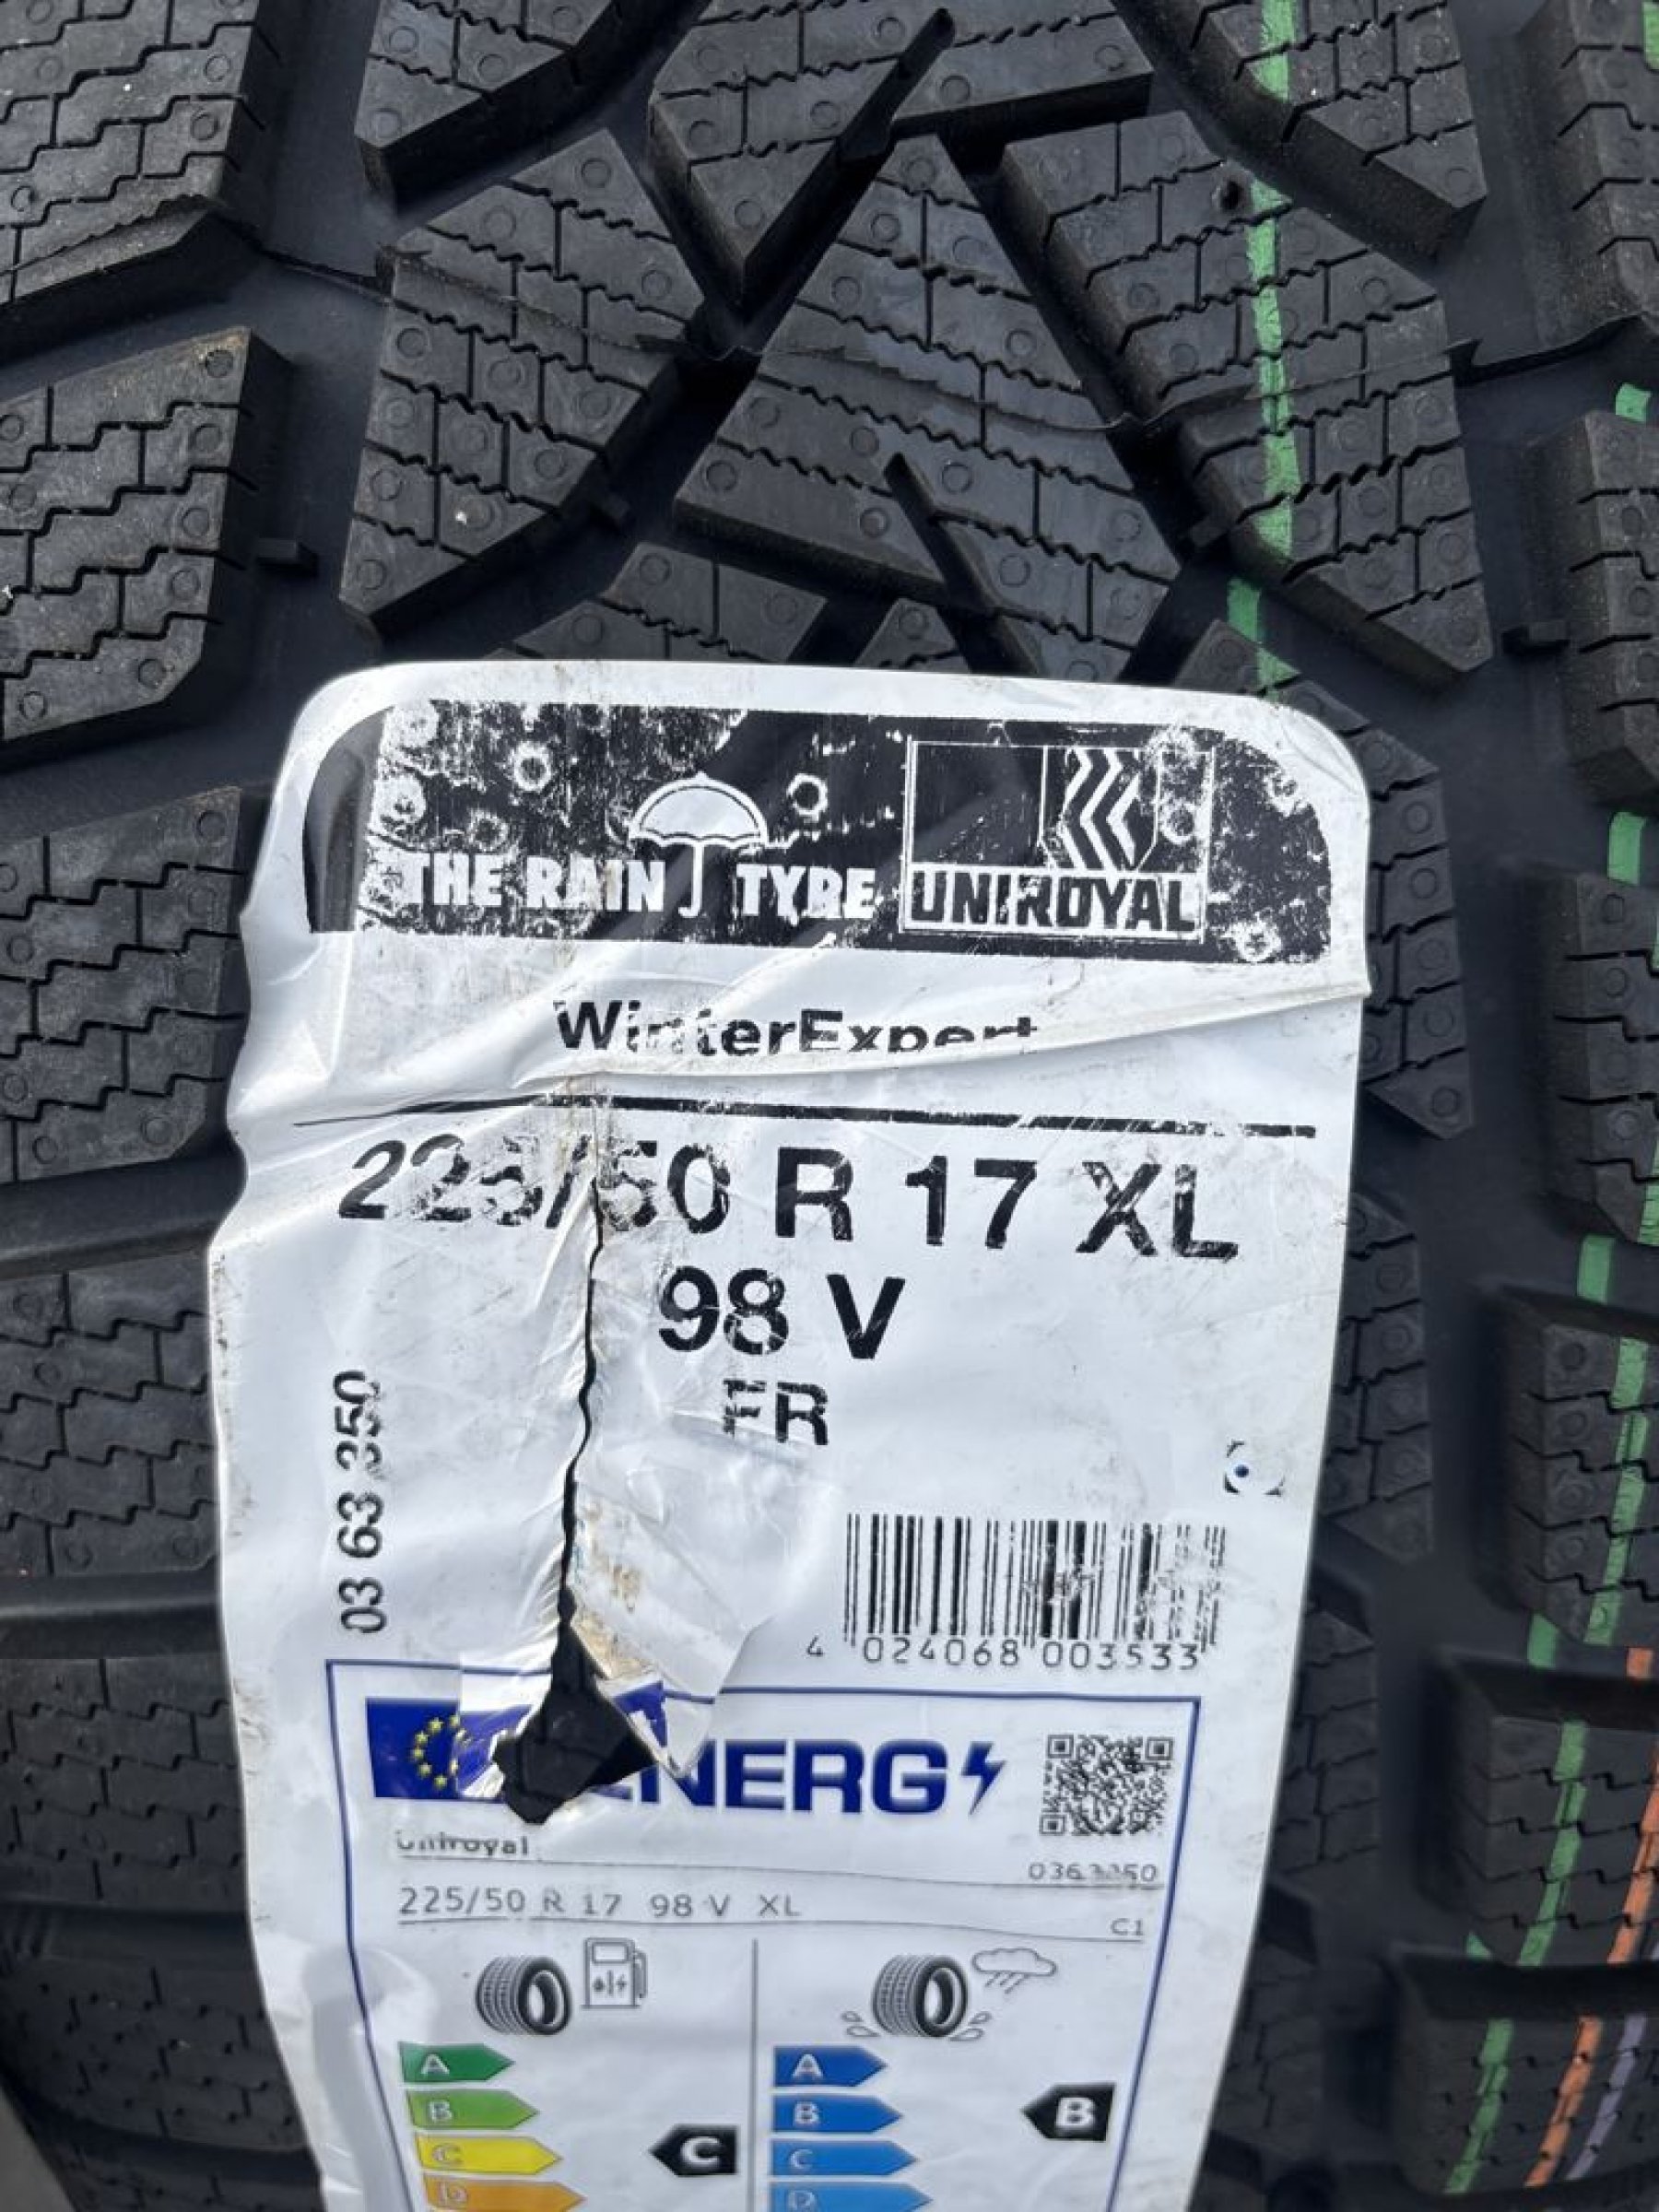 THE RAIN TYRE
UNIROYAL
WinterExpert
225/50 R 17 XL
98 V
FR
03 63 350
4 024068 003533
ENERG
Uniroyal
0363350
225/50 R 17 98 V XL
C1
A
B
C
D
C
A
B
C
D
B